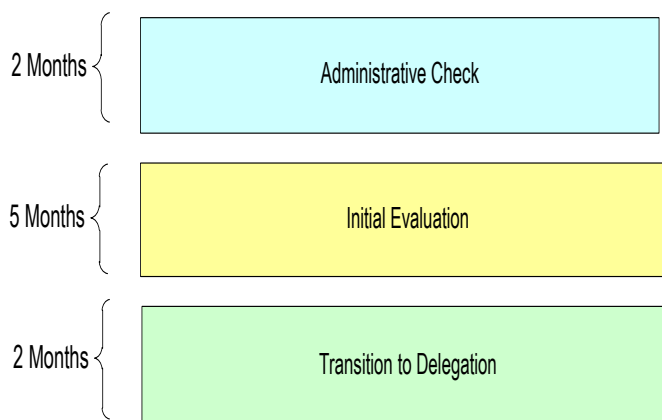 2 Months
Administrative Check
5 Months
Initial Evaluation
2 Months
Transition to Delegation